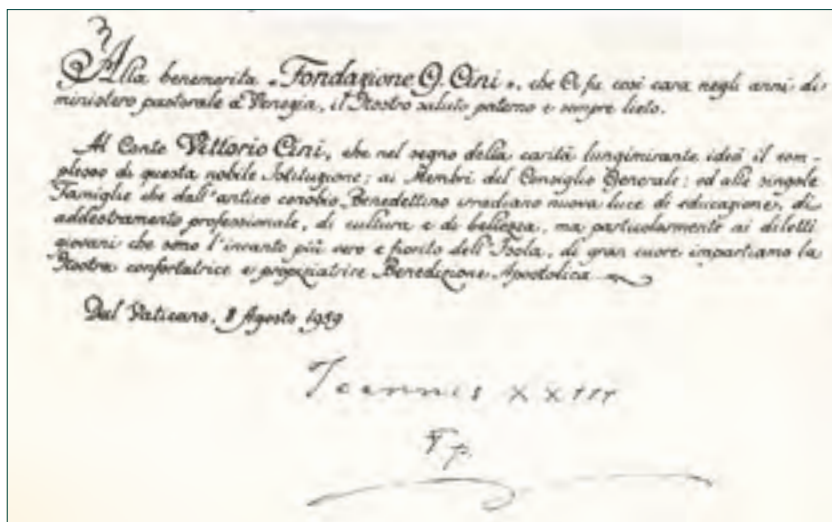 Alla benemerita "Fondazione G. Cini", che Ci fu così cara negli anni di
ministero pastorale a Venezia, il Nostro saluto paterno e sempre lieto.
Al Conte Vittorio Cini, che nel segno della carità lungimirante ideò il com-
plesso di questa nobile Istituzione; ai Membri del Consiglio Generale; ed alle singole
Famiglie che dall'antico cenobio Benedettino irradiano nuova luce di educazione, di
addestramento professionale, di cultura e di bellezza, ma particolarmente ai diletti
giovani che sono l'incanto più vero e fiorito dell'Isola, di gran cuore impartiamo la
Nostra confortatrice e propiziatrice Benedizione Apostolica
Dal Vaticano, 8 Agosto 1959
Joannes XXIII
Pp.